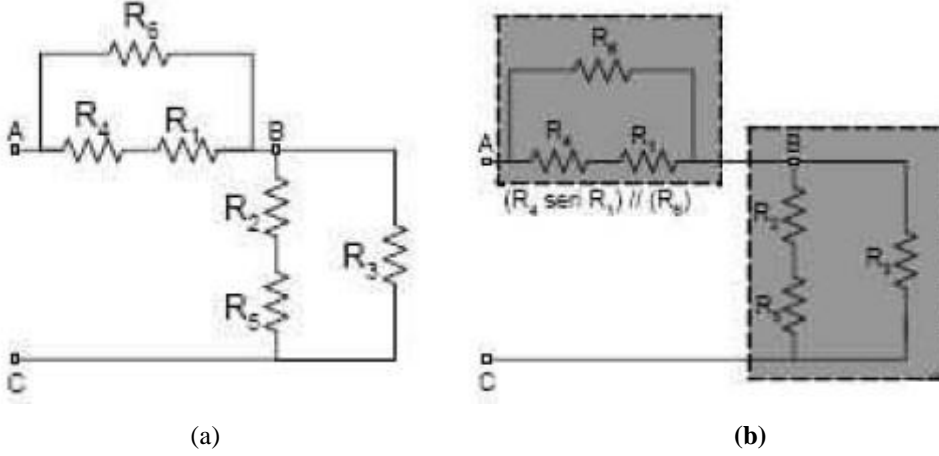 R₆
A
R₄ R₁ B
R₂
R₃
R₅
C
(a)
R₆
A
R₄ R₁ B
(R₄ seri R₁) // (R₆)
R₂
R₃
R₅
C
(b)